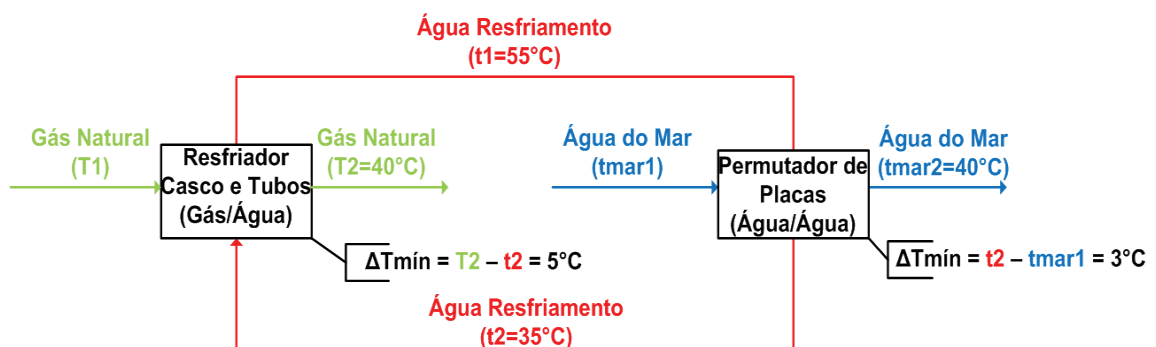 Água Resfriamento
(t1=55°C)
Gás Natural
(T1)
Resfriador
Casco e Tubos
(Gás/Água)
Gás Natural
(T2=40°C)
ΔTmín = T2 – t2 = 5°C
Água do Mar
(tmar1)
Permutador de
Placas
(Água/Água)
Água do Mar
(tmar2=40°C)
ΔTmín = t2 – tmar1 = 3°C
Água Resfriamento
(t2=35°C)